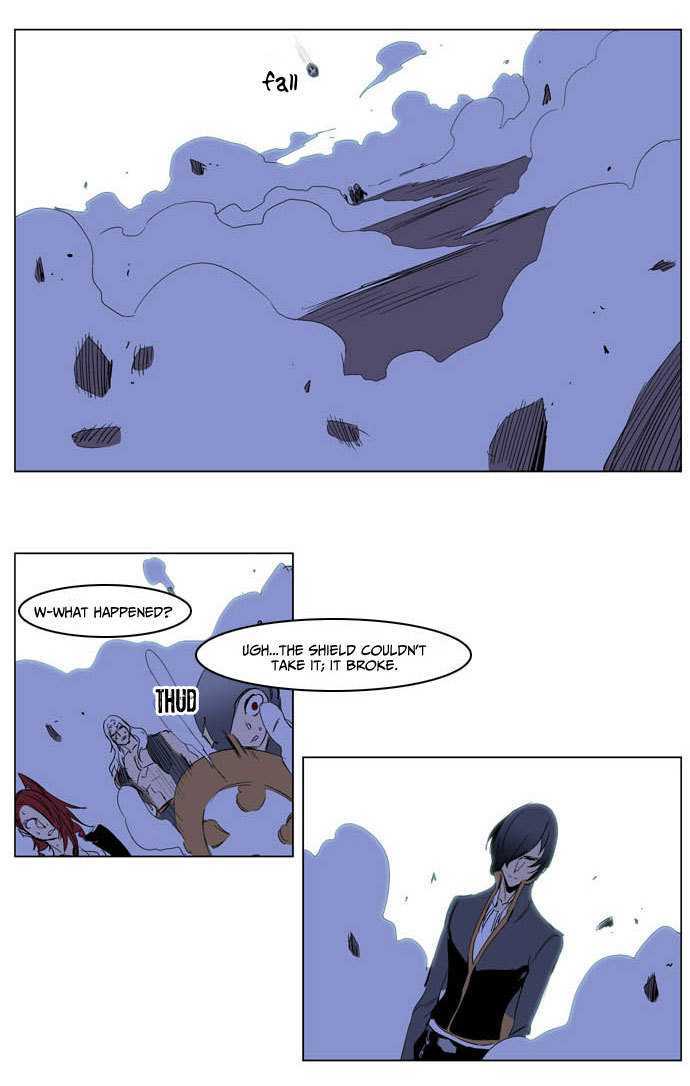 fall
W-WHAT HAPPENED?
UGH...THE SHIELD COULDN'T
TAKE IT; IT BROKE.
THUD